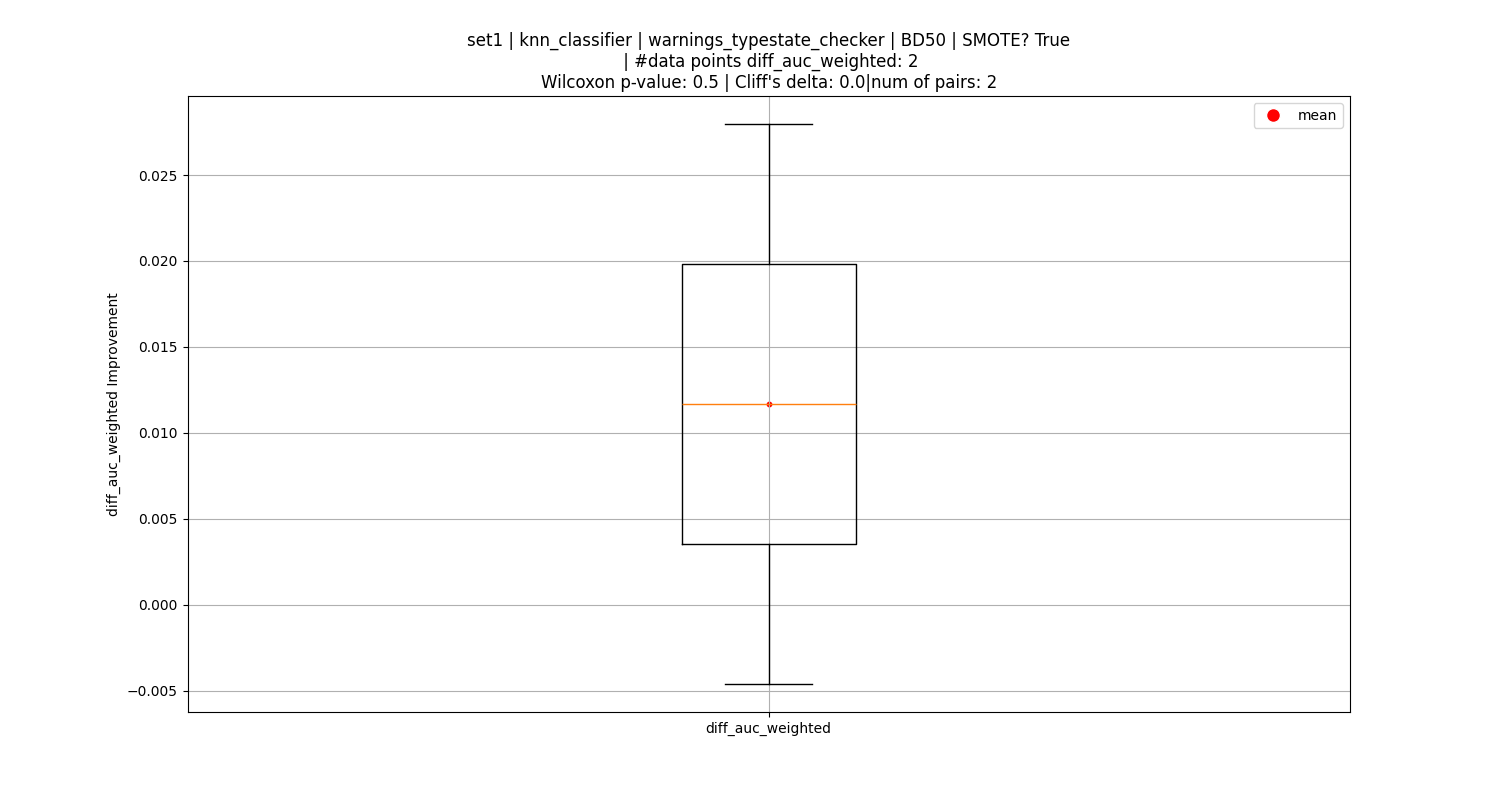 set1 | knn_classifier | warnings_typestate_checker | BD50 | SMOTE? True
| #data points diff_auc_weighted: 2
Wilcoxon p-value: 0.5 | Cliff's delta: 0.0|num of pairs: 2
mean
0.025
0.020
0.015
0.010
0.005
0.000
−0.005
diff_auc_weighted Improvement
diff_auc_weighted